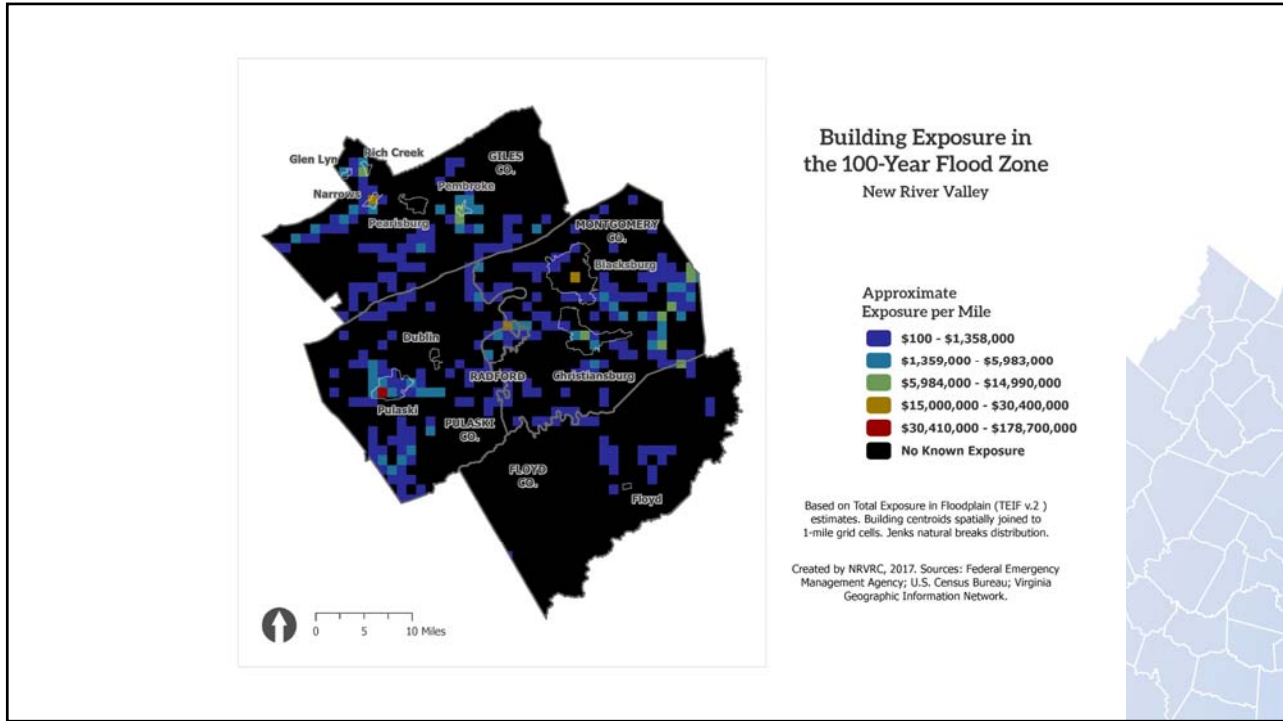 Building Exposure in
the 100-Year Flood Zone
New River Valley
Glen Lyn
Rich Creek
GILES
CO.
Narrows
Pembroke
Pearisburg
MONTGOMERY
CO.
Blacksburg
Dublin
RADFORD
Christiansburg
Pulaski
PULASKI
CO.
FLOYD
CO.
Floyd
0 5 10 Miles
Approximate
Exposure per Mile
$100 - $1,358,000
$1,359,000 - $5,983,000
$5,984,000 - $14,990,000
$15,000,000 - $30,400,000
$30,410,000 - $178,700,000
No Known Exposure
Based on Total Exposure in Floodplain (TEIF v.2 )
estimates. Building centroids spatially joined to
1-mile grid cells. Jenks natural breaks distribution.
Created by NRVRC, 2017. Sources: Federal Emergency
Management Agency; U.S. Census Bureau; Virginia
Geographic Information Network.